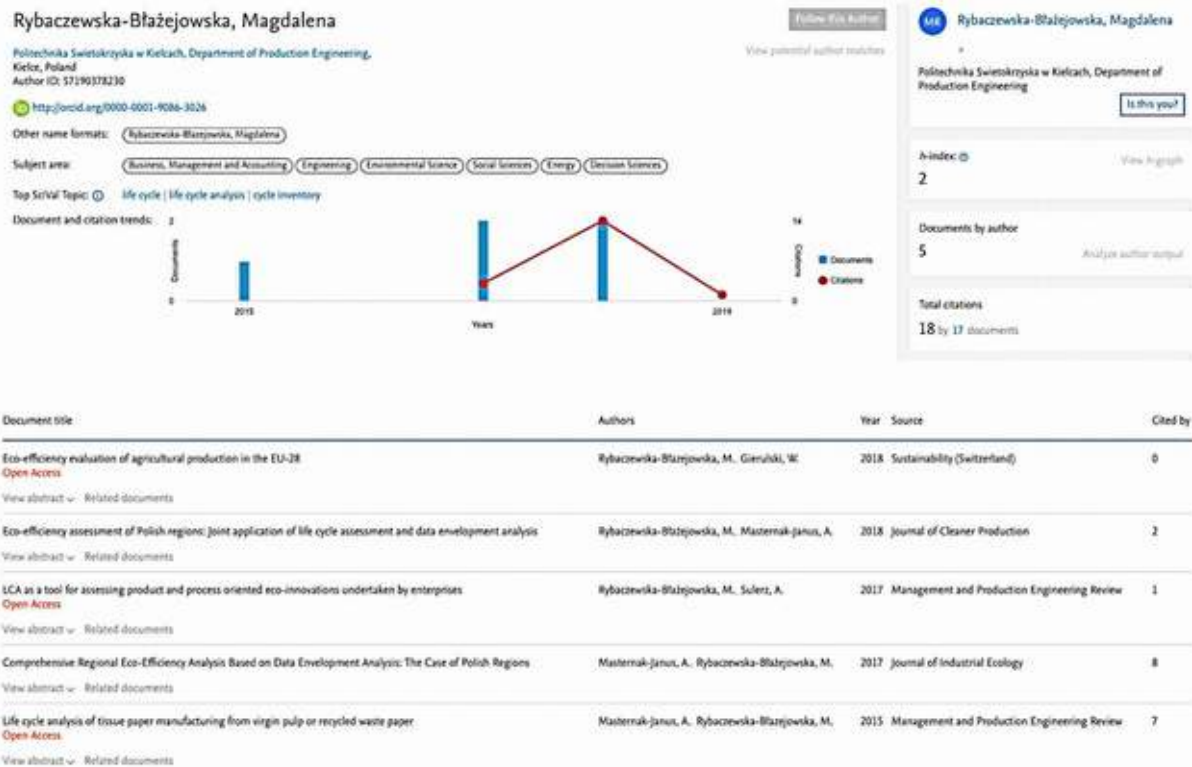 Rybaczewska-Błażejowska, Magdalena
Follow this Author
View potential author matches
Politechnika Swietokrzyska w Kielcach, Department of Production Engineering,
Kielce, Poland
Author ID: 57190378230
http://orcid.org/0000-0001-9086-3026
Other name formats: Rybaczewska-Błazejowska, Magdalena
Subject area: Business, Management and Accounting Engineering Environmental Science Social Sciences Energy Decision Sciences
Top SciVal Topic: life cycle | life cycle analysis | cycle inventory
Document and citation trends:
2
Documents
0
2015
2019
Years
14
Citations
0
Documents
Citations
MR Rybaczewska-Błażejowska, Magdalena
Politechnika Swietokrzyska w Kielcach, Department of
Production Engineering
Is this you?
h-index:
View h-graph
2
Documents by author
5
Analyze author output
Total citations
18 by 17 documents
Document title Authors Year Source Cited by
Eco-efficiency evaluation of agricultural production in the EU-28 Rybaczewska-Błazejowska, M. Gierulski, W. 2018 Sustainability (Switzerland) 0
Open Access
View abstract Related documents
Eco-efficiency assessment of Polish regions: Joint application of life cycle assessment and data envelopment analysis Rybaczewska-Błażejowska, M. Masternak-Janus, A. 2018 Journal of Cleaner Production 2
View abstract Related documents
LCA as a tool for assessing product and process oriented eco-innovations undertaken by enterprises Rybaczewska-Błażejowska, M. Sulerz, A. 2017 Management and Production Engineering Review 1
Open Access
View abstract Related documents
Comprehensive Regional Eco-Efficiency Analysis Based on Data Envelopment Analysis: The Case of Polish Regions Masternak-Janus, A. Rybaczewska-Błażejowska, M. 2017 Journal of Industrial Ecology 8
View abstract Related documents
Life cycle analysis of tissue paper manufacturing from virgin pulp or recycled waste paper Masternak-Janus, A. Rybaczewska-Błazejowska, M. 2015 Management and Production Engineering Review 7
Open Access
View abstract Related documents